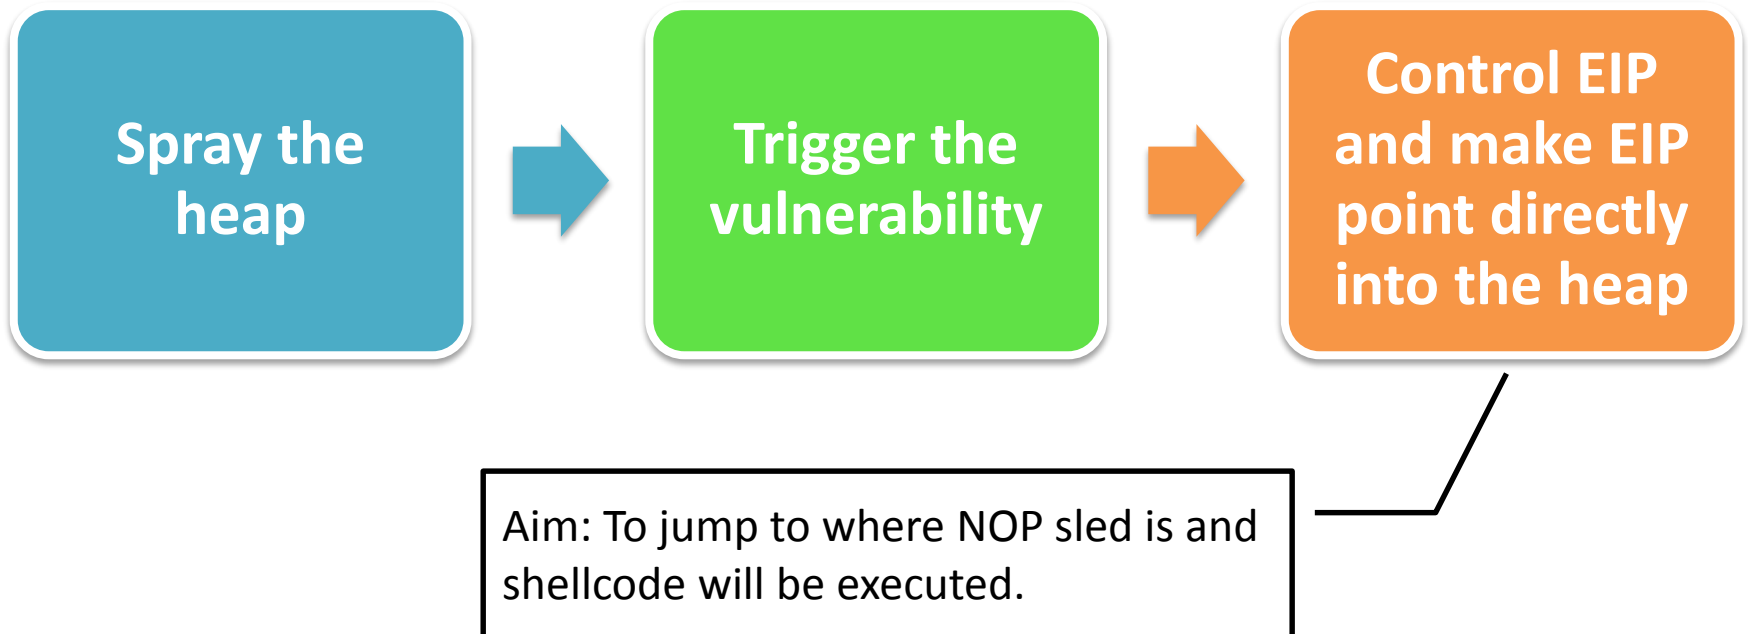 Spray the
heap
Trigger the
vulnerability
Control EIP
and make EIP
point directly
into the heap
Aim: To jump to where NOP sled is and
shellcode will be executed.